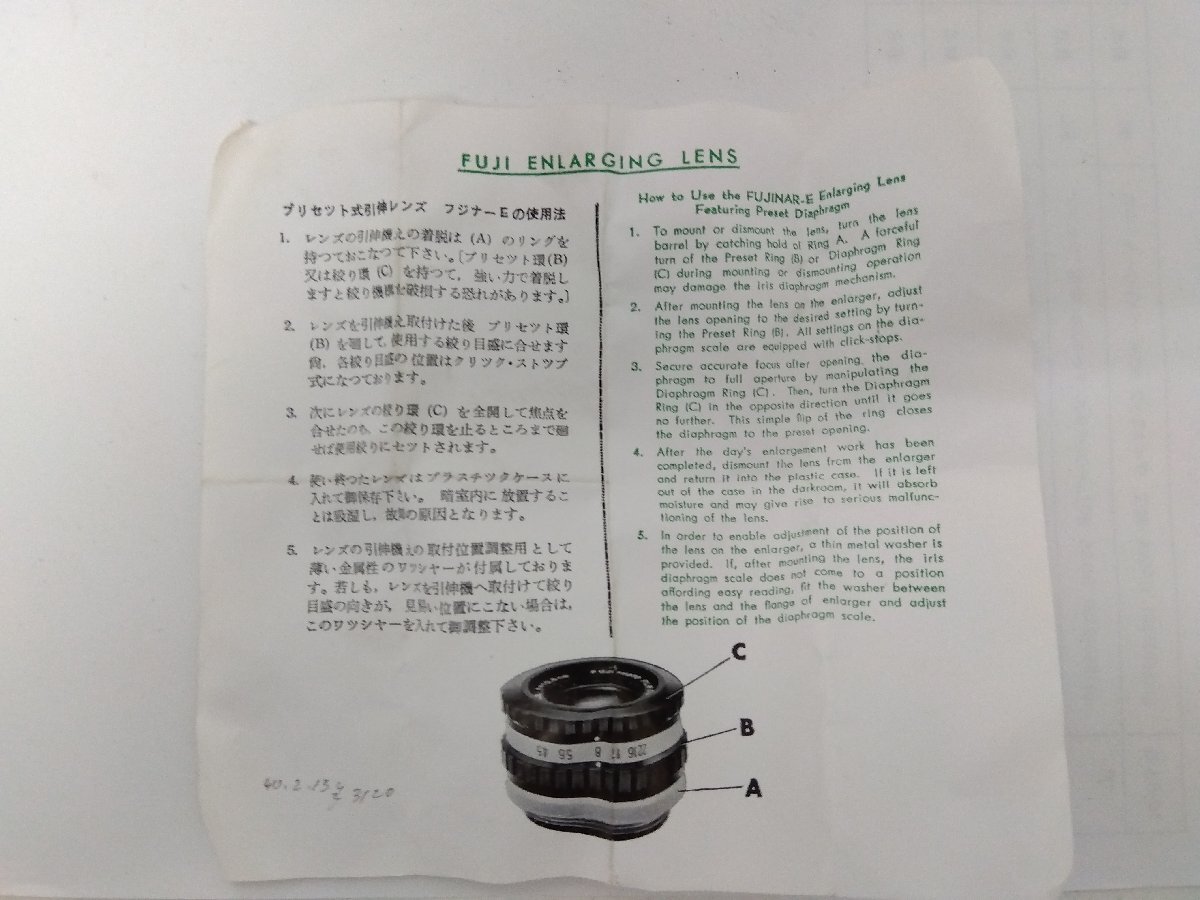 FUJI ENLARGING LENS
プリセツト式引伸レンズ フジナーEの使用法
1. レンズの引伸機えの着脱は (A) のリングを
持つておこなつて下さい。[プリセツト環(B)
又は絞り環 (C) を持つて, 強い力で着脱し
ますと絞り機構を破損する恐れがあります。]
2. レンズを引伸機え取付けた後 プリセツト環
(B) を廻して, 使用する絞り目盛に合せます
尚, 各絞り目盛の位置はクリツク・ストツプ
式になつております。
3. 次にレンズの絞り環 (C) を全開して焦点を
合せたのち, この絞り環を止るところまで廻
せば使用絞りにセツトされます。
4. 使い終つたレンズはプラスチツクケースに
入れて御保存下さい。 暗室内に放置するこ
とは吸湿し, 故障の原因となります。
5. レンズの引伸機えの取付位置調整用として
薄い金属性のワツシヤーが付属しておりま
す。若しも, レンズを引伸機へ取付けて絞り
目盛の向きが, 見易い位置にこない場合は,
このワツシヤーを入れて御調整下さい。
How to Use the FUJINAR-E Enlarging Lens
Featuring Preset Diaphragm
1. To mount or dismount the lens, turn the lens
barrel by catching hold of Ring A. A forceful
turn of the Preset Ring (B) or Diaphragm Ring
(C) during mounting or dismounting operation
may damage the iris diaphragm mechanism.
2. After mounting the lens on the enlarger, adjust
the lens opening to the desired setting by turn-
ing the Preset Ring (B). All settings on the dia-
phragm scale are equipped with click-stops.
3. Secure accurate focus after opening the dia-
phragm to full aperture by manipulating the
Diaphragm Ring (C). Then, turn the Diaphragm
Ring (C) in the opposite direction until it goes
no further. This simple flip of the ring closes
the diaphragm to the preset opening.
4. After the day's enlargement work has been
completed, dismount the lens from the enlarger
and return it into the plastic case. If it is left
out of the case in the darkroom, it will absorb
moisture and may give rise to serious malfunc-
tioning of the lens.
5. In order to enable adjustment of the position of
the lens on the enlarger, a thin metal washer is
provided. If, after mounting the lens, the iris
diaphragm scale does not come to a position
affording easy reading, fit the washer between
the lens and the flange of enlarger and adjust
the position of the diaphragm scale.
C
B
A
22 16 11 8 5.6 4.5
40.2.13
3120